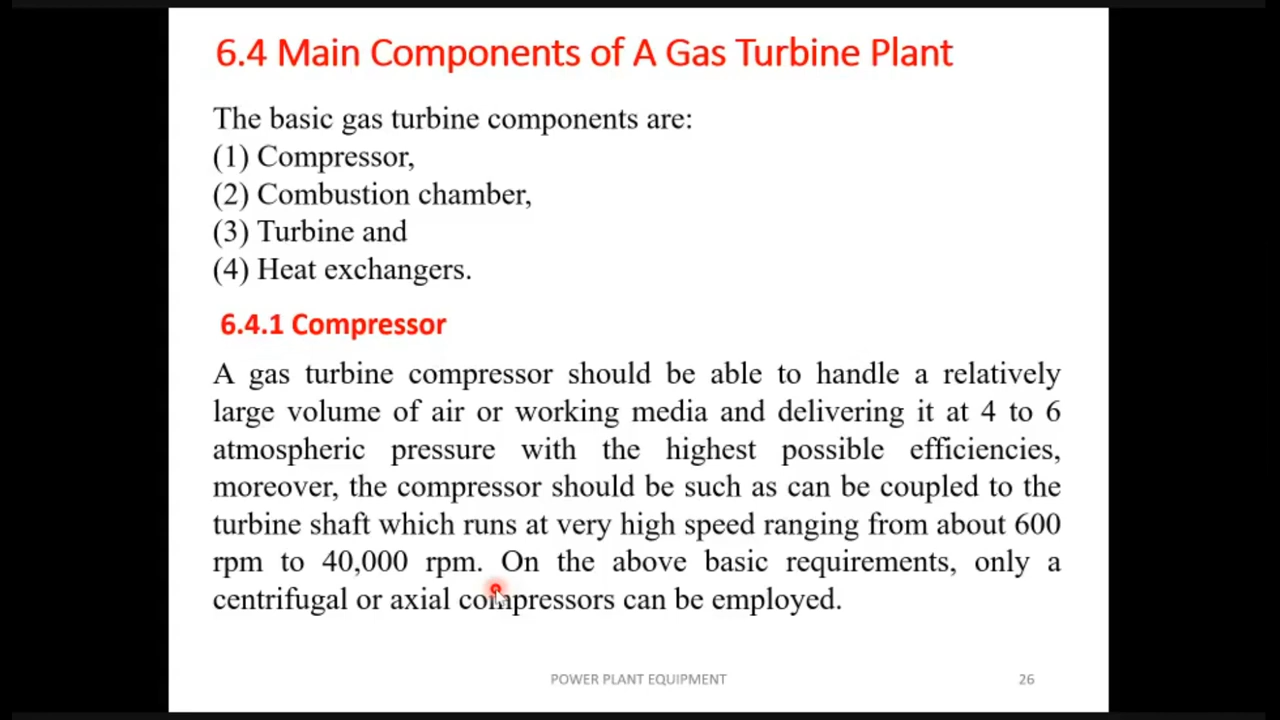 6.4 Main Components of A Gas Turbine Plant
The basic gas turbine components are:
(1) Compressor,
(2) Combustion chamber,
(3) Turbine and
(4) Heat exchangers.
6.4.1 Compressor
A gas turbine compressor should be able to handle a relatively
large volume of air or working media and delivering it at 4 to 6
atmospheric pressure with the highest possible efficiencies,
moreover, the compressor should be such as can be coupled to the
turbine shaft which runs at very high speed ranging from about 600
rpm to 40,000 rpm. On the above basic requirements, only a
centrifugal or axial compressors can be employed.
POWER PLANT EQUIPMENT
26